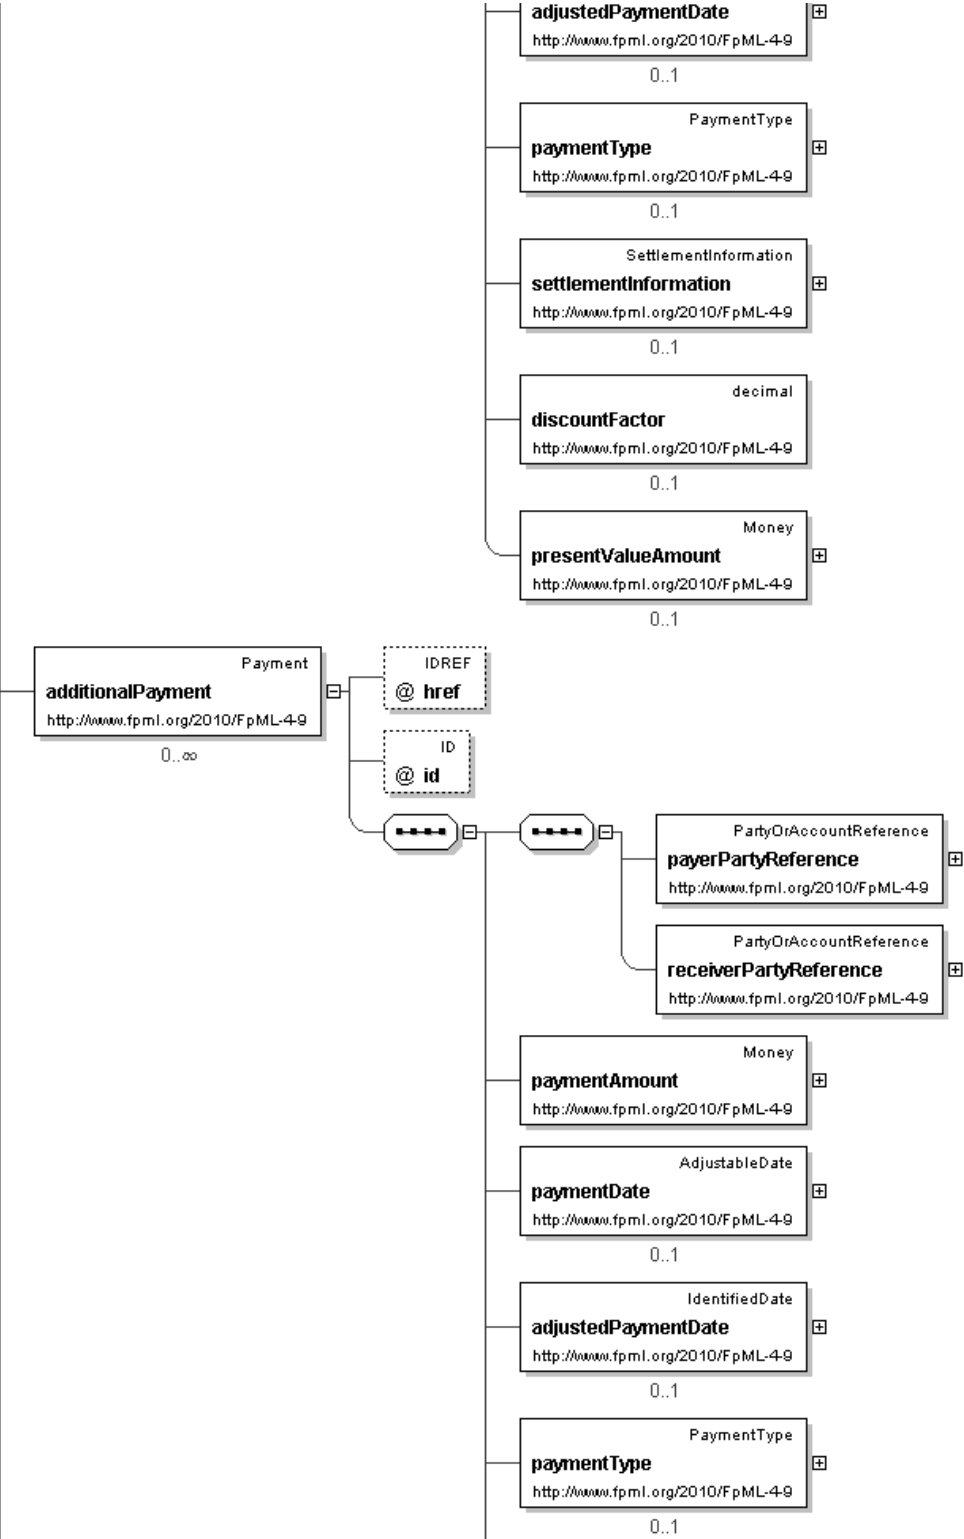 adjustedPaymentDate
http://www.fpml.org/2010/FpML-4-9
0..1
PaymentType
paymentType
http://www.fpml.org/2010/FpML-4-9
0..1
SettlementInformation
settlementInformation
http://www.fpml.org/2010/FpML-4-9
0..1
decimal
discountFactor
http://www.fpml.org/2010/FpML-4-9
0..1
Money
presentValueAmount
http://www.fpml.org/2010/FpML-4-9
0..1
Payment
additionalPayment
http://www.fpml.org/2010/FpML-4-9
0..∞
IDREF
@ href
ID
@ id
PartyOrAccountReference
payerPartyReference
http://www.fpml.org/2010/FpML-4-9
PartyOrAccountReference
receiverPartyReference
http://www.fpml.org/2010/FpML-4-9
Money
paymentAmount
http://www.fpml.org/2010/FpML-4-9
AdjustableDate
paymentDate
http://www.fpml.org/2010/FpML-4-9
0..1
IdentifiedDate
adjustedPaymentDate
http://www.fpml.org/2010/FpML-4-9
0..1
PaymentType
paymentType
http://www.fpml.org/2010/FpML-4-9
0..1